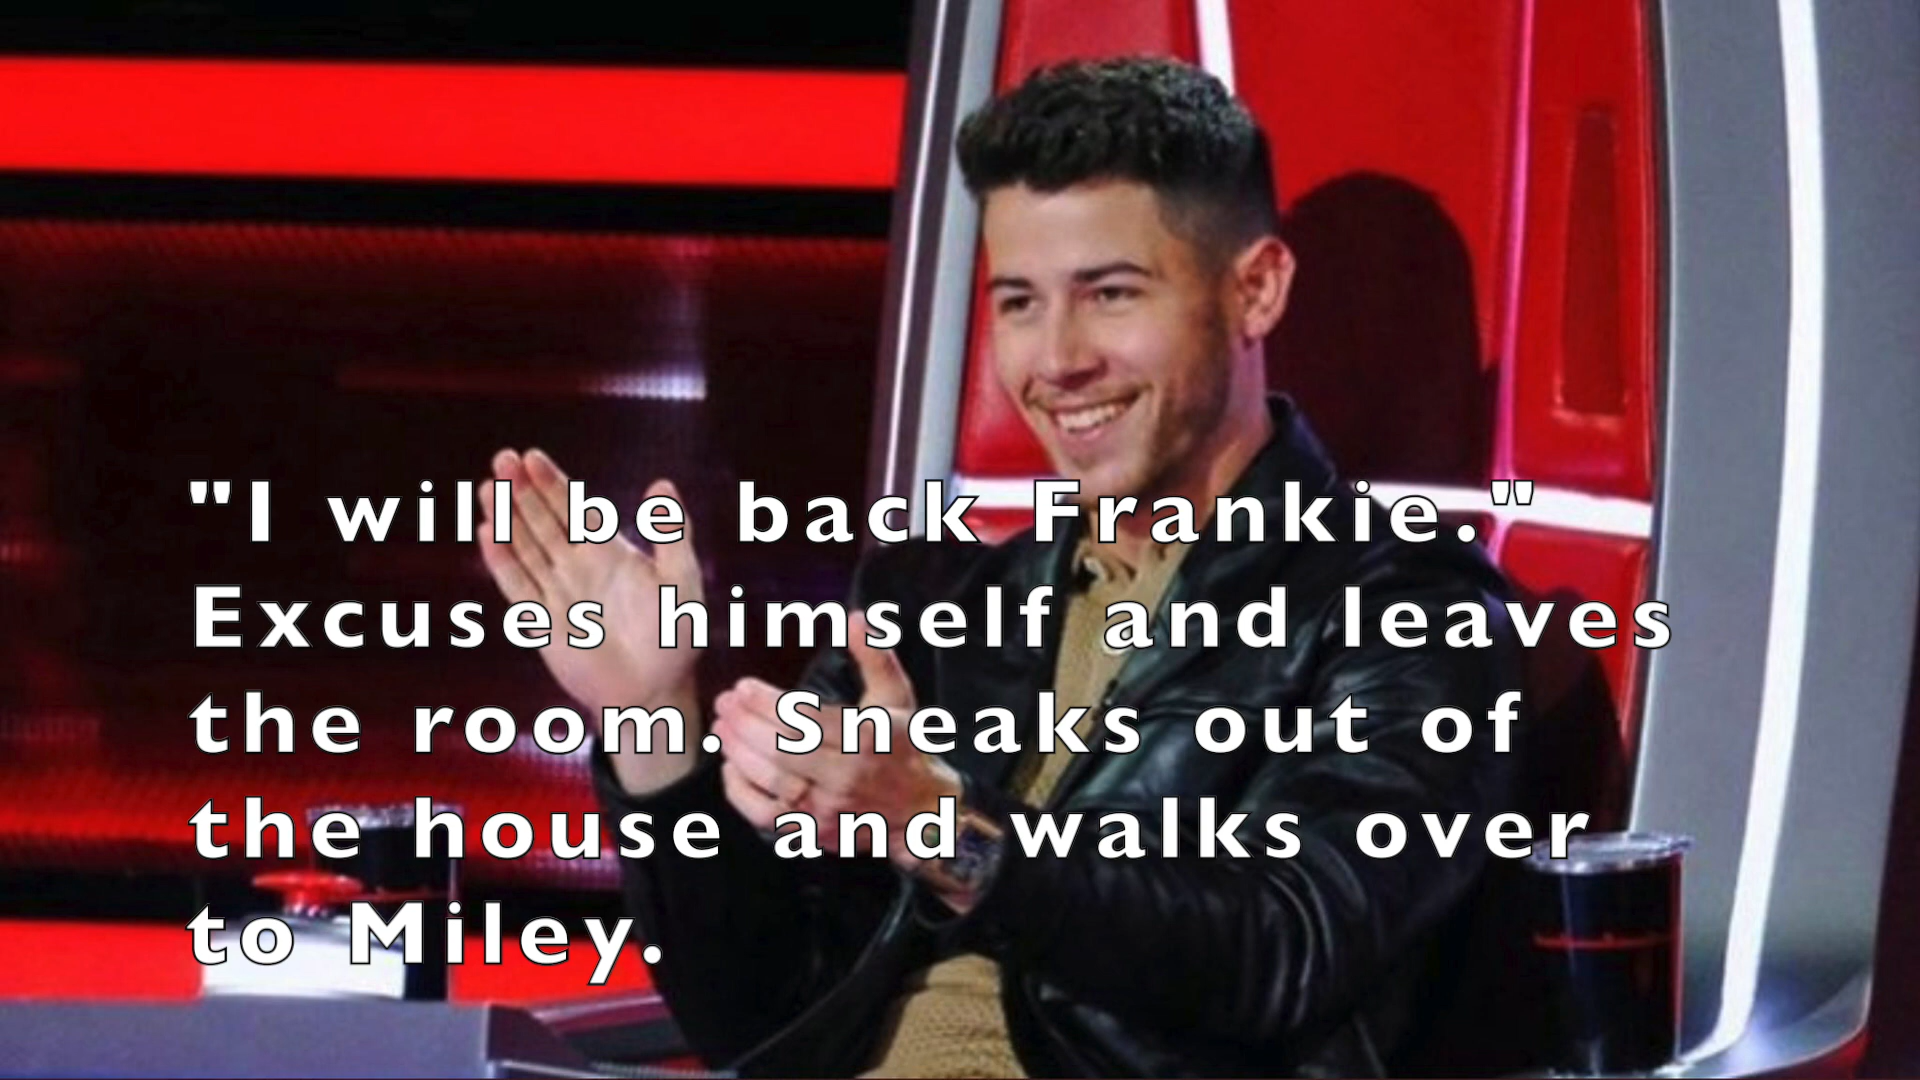 "I will be back Frankie."
Excuses himself and leaves
the room. Sneaks out of
the house and walks over
to Miley.